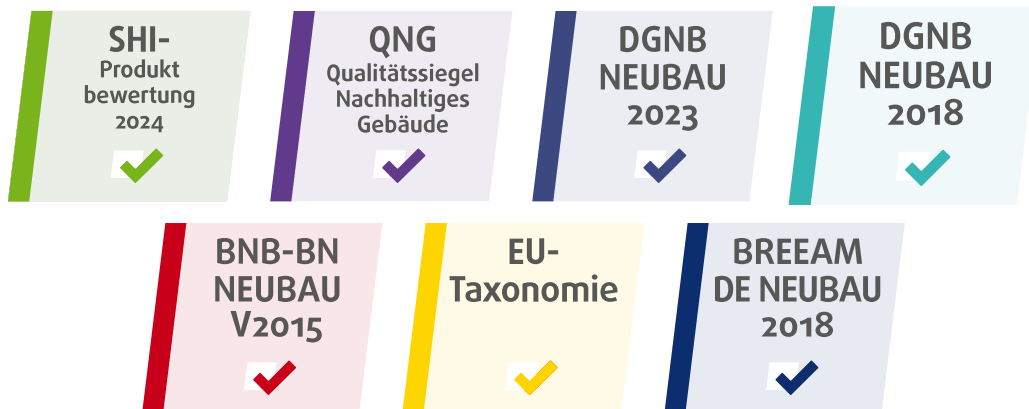 SHI-
Produkt
bewertung
2024
QNG
Qualitätssiegel
Nachhaltiges
Gebäude
DGNB
NEUBAU
2023
DGNB
NEUBAU
2018
BNB-BN
NEUBAU
V2015
EU-
Taxonomie
BREEAM
DE NEUBAU
2018